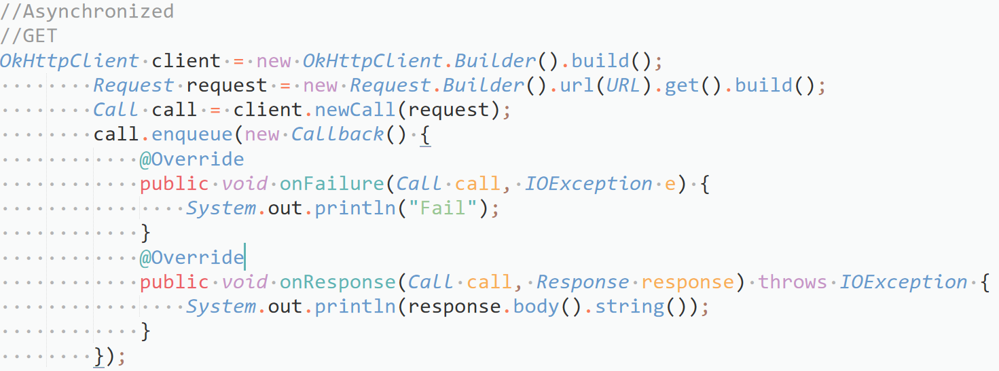 //Asynchronized
//GET
OkHttpClient client = new OkHttpClient.Builder().build();
        Request request = new Request.Builder().url(URL).get().build();
        Call call = client.newCall(request);
        call.enqueue(new Callback() {
            @Override
            public void onFailure(Call call, IOException e) {
                System.out.println("Fail");
            }
            @Override
            public void onResponse(Call call, Response response) throws IOException {
                System.out.println(response.body().string());
            }
        });